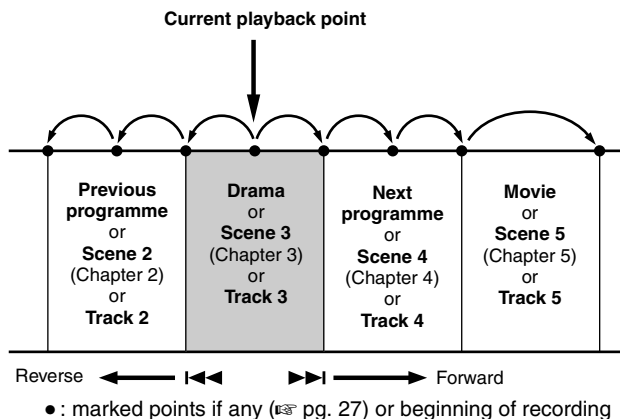 Current playback point
Previous
programme
or
Scene 2
(Chapter 2)
or
Track 2
Drama
or
Scene 3
(Chapter 3)
or
Track 3
Next
programme
or
Scene 4
(Chapter 4)
or
Track 4
Movie
or
Scene 5
(Chapter 5)
or
Track 5
Reverse
Forward
● : marked points if any (☞ pg. 27) or beginning of recording